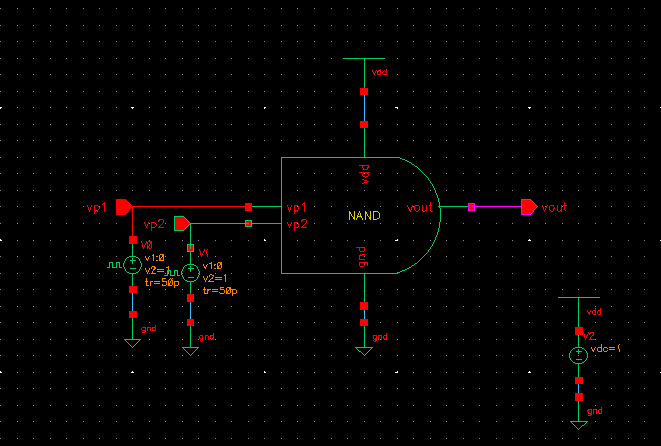 vdd
vdd
vp1
vp1
NAND
vout
vout
vp2
vp2
V0
v1:0
v2=1
tr=50p
V1
v1:0
v2=1
tr=50p
gnd
gnd
gnd
gnd
vdd
V2
vdc=
gnd